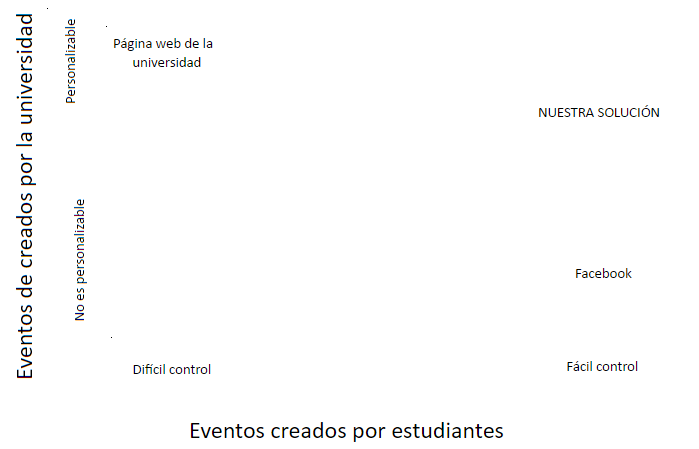 Eventos de creados por la universidad
Personalizable
No es personalizable
Página web de la
universidad
NUESTRA SOLUCIÓN
Facebook
Difícil control
Fácil control
Eventos creados por estudiantes